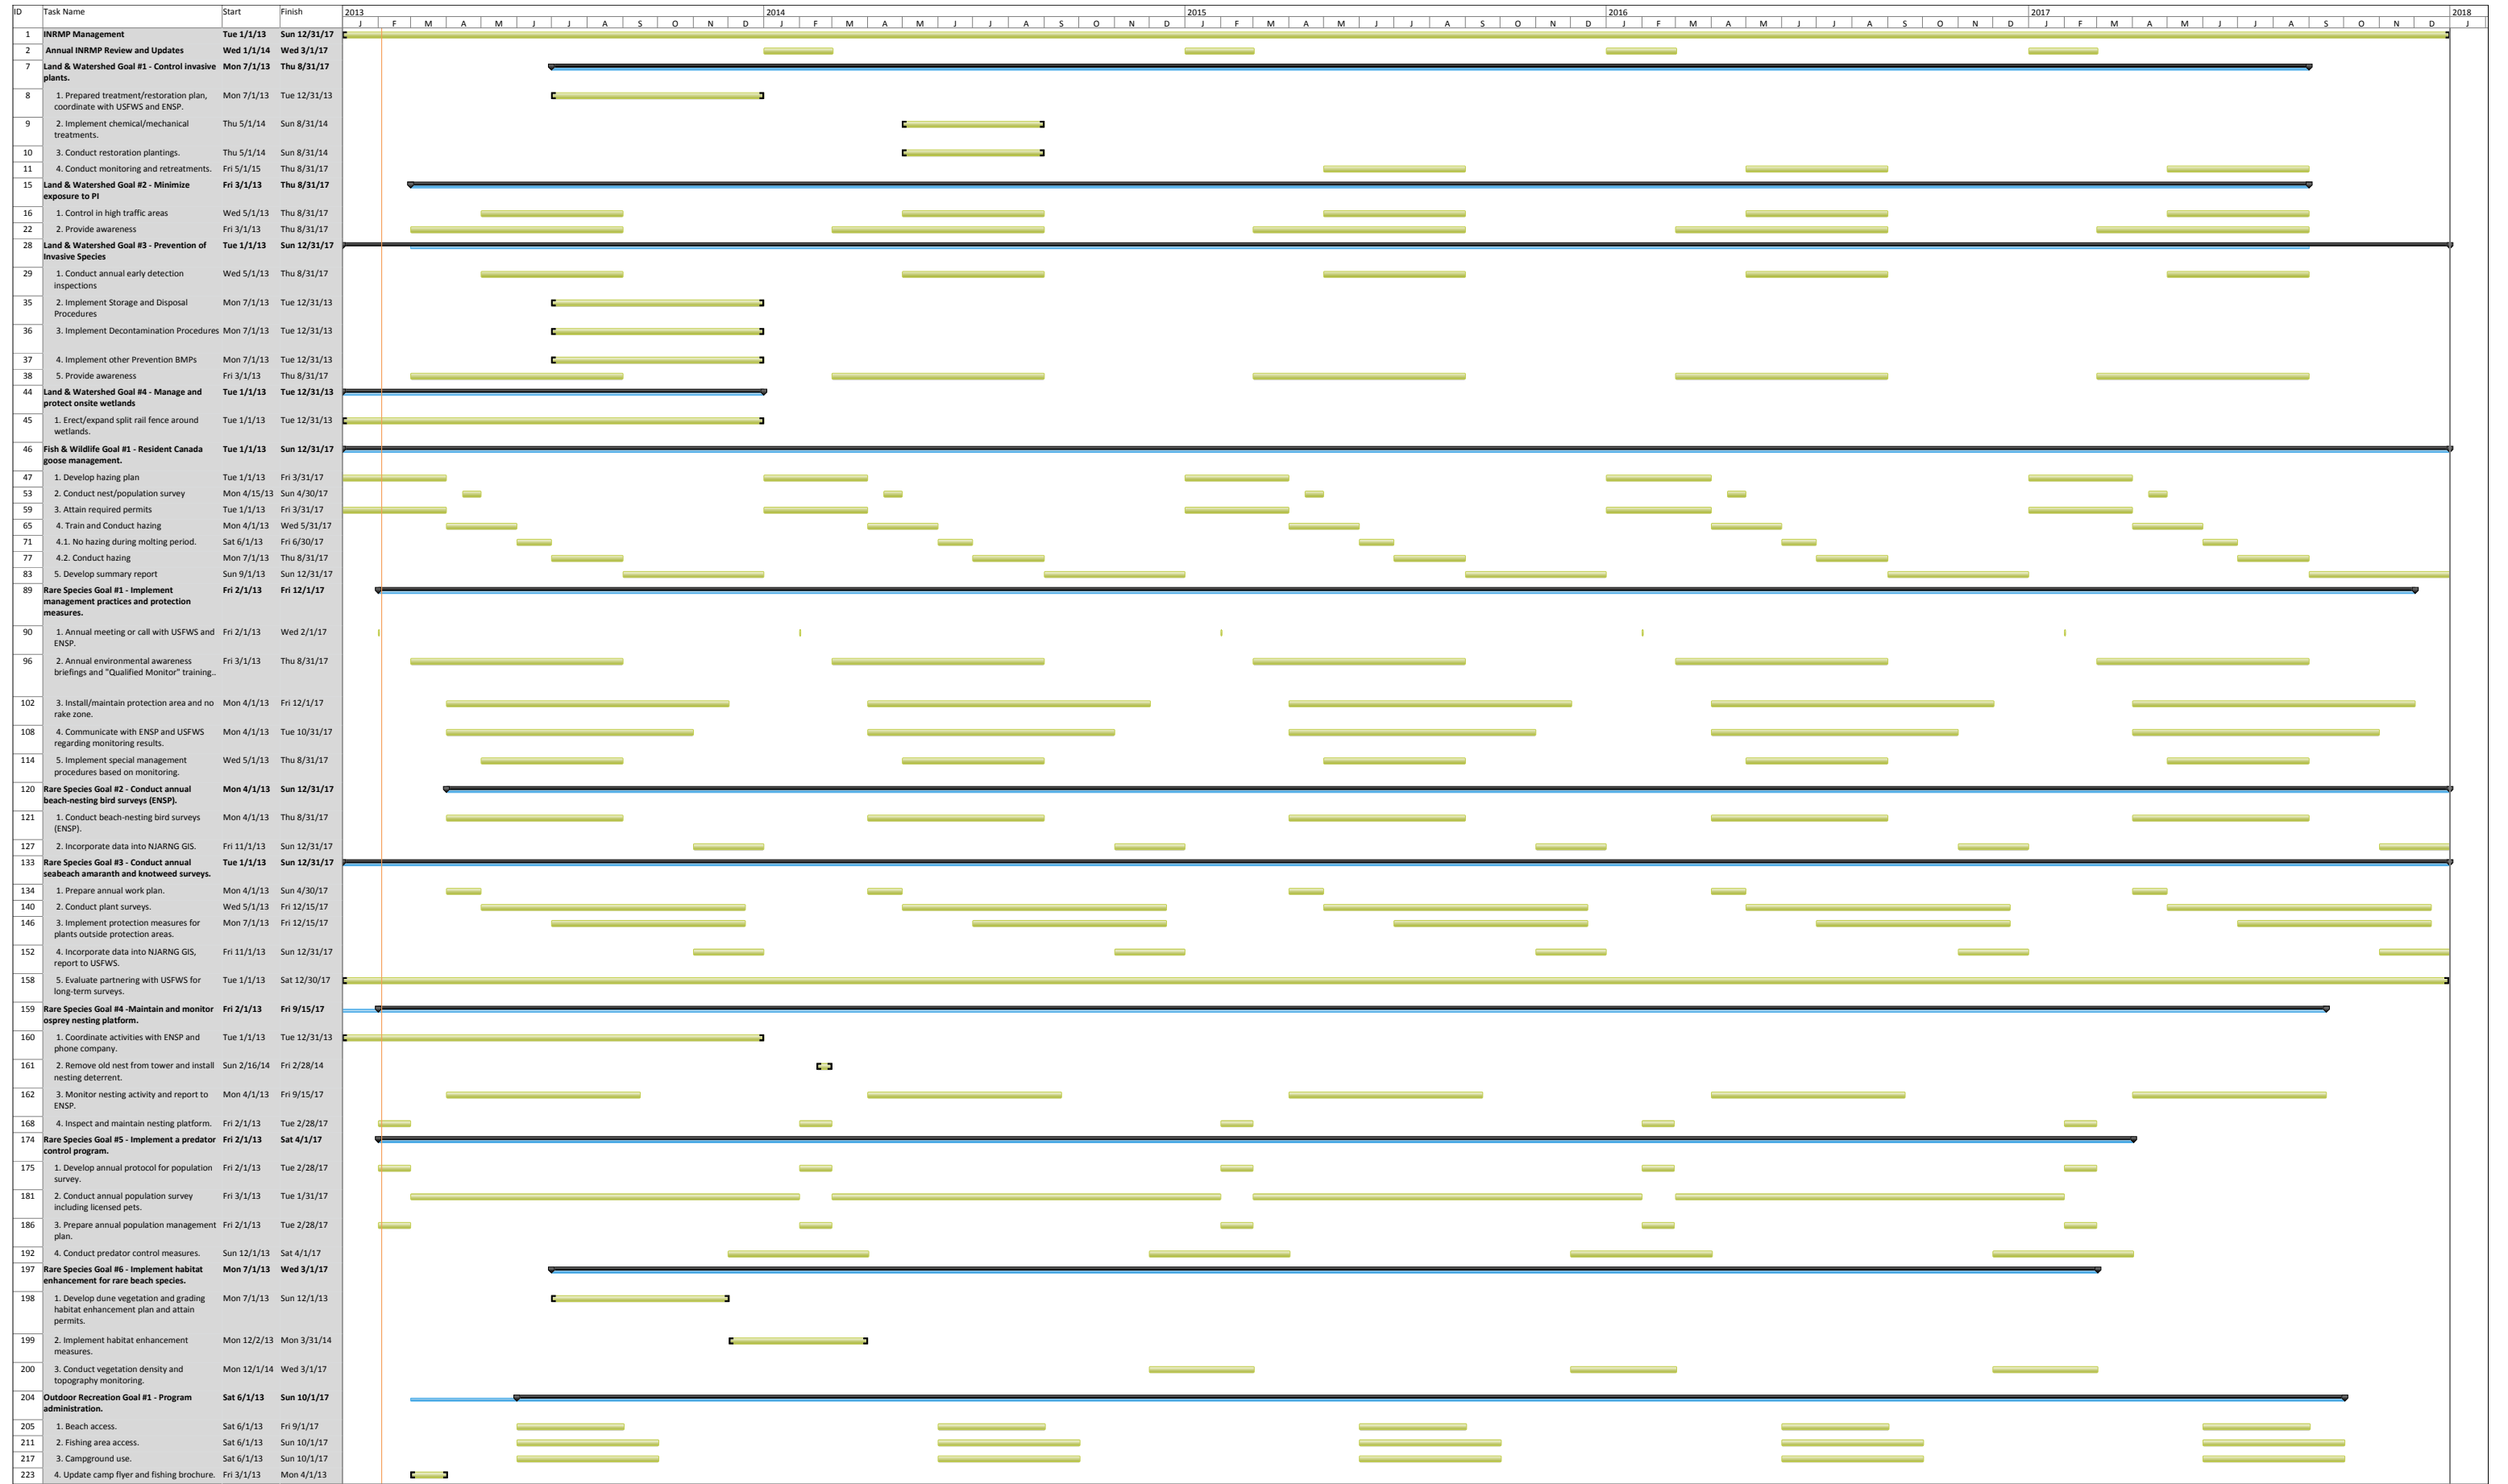 ID Task Name Start Finish 2013 2014 2015 2016 2017 2018
J F M A M J J A S O N D J F M A M J J A S O N D J F M A M J J A S O N D J F M A M J J A S O N D J F M A M J J A S O N D J
1 INRMP Management Tue 1/1/13 Sun 12/31/17
2 Annual INRMP Review and Updates Wed 1/1/14 Wed 3/1/17
7 Land & Watershed Goal #1 - Control invasive Mon 7/1/13 Thu 8/31/17
plants.
8 1. Prepared treatment/restoration plan, Mon 7/1/13 Tue 12/31/13
coordinate with USFWS and ENSP.
9 2. Implement chemical/mechanical Thu 5/1/14 Sun 8/31/14
treatments.
10 3. Conduct restoration plantings. Thu 5/1/14 Sun 8/31/14
11 4. Conduct monitoring and retreatments. Fri 5/1/15 Thu 8/31/17
15 Land & Watershed Goal #2 - Minimize Fri 3/1/13 Thu 8/31/17
exposure to PI
16 1. Control in high traffic areas Wed 5/1/13 Thu 8/31/17
22 2. Provide awareness Fri 3/1/13 Thu 8/31/17
28 Land & Watershed Goal #3 - Prevention of Tue 1/1/13 Sun 12/31/17
Invasive Species
29 1. Conduct annual early detection Wed 5/1/13 Thu 8/31/17
inspections
35 2. Implement Storage and Disposal Mon 7/1/13 Tue 12/31/13
Procedures
36 3. Implement Decontamination Procedures Mon 7/1/13 Tue 12/31/13
37 4. Implement other Prevention BMPs Mon 7/1/13 Tue 12/31/13
38 5. Provide awareness Fri 3/1/13 Thu 8/31/17
44 Land & Watershed Goal #4 - Manage and Tue 1/1/13 Tue 12/31/13
protect onsite wetlands
45 1. Erect/expand split rail fence around Tue 1/1/13 Tue 12/31/13
wetlands.
46 Fish & Wildlife Goal #1 - Resident Canada Tue 1/1/13 Sun 12/31/17
goose management.
47 1. Develop hazing plan Tue 1/1/13 Fri 3/31/17
53 2. Conduct nest/population survey Mon 4/15/13 Sun 4/30/17
59 3. Attain required permits Tue 1/1/13 Fri 3/31/17
65 4. Train and Conduct hazing Mon 4/1/13 Wed 5/31/17
71 4.1. No hazing during molting period. Sat 6/1/13 Fri 6/30/17
77 4.2. Conduct hazing Mon 7/1/13 Thu 8/31/17
83 5. Develop summary report Sun 9/1/13 Sun 12/31/17
89 Rare Species Goal #1 - Implement Fri 2/1/13 Fri 12/1/17
management practices and protection
measures.
90 1. Annual meeting or call with USFWS and Fri 2/1/13 Wed 2/1/17
ENSP.
96 2. Annual environmental awareness Fri 3/1/13 Thu 8/31/17
briefings and "Qualified Monitor" training..
102 3. Install/maintain protection area and no Mon 4/1/13 Fri 12/1/17
rake zone.
108 4. Communicate with ENSP and USFWS Mon 4/1/13 Tue 10/31/17
regarding monitoring results.
114 5. Implement special management Wed 5/1/13 Thu 8/31/17
procedures based on monitoring.
120 Rare Species Goal #2 - Conduct annual Mon 4/1/13 Sun 12/31/17
beach-nesting bird surveys (ENSP).
121 1. Conduct beach-nesting bird surveys Mon 4/1/13 Thu 8/31/17
(ENSP).
127 2. Incorporate data into NJARNG GIS. Fri 11/1/13 Sun 12/31/17
133 Rare Species Goal #3 - Conduct annual Tue 1/1/13 Sun 12/31/17
seabeach amaranth and knotweed surveys.
134 1. Prepare annual work plan. Mon 4/1/13 Sun 4/30/17
140 2. Conduct plant surveys. Wed 5/1/13 Fri 12/15/17
146 3. Implement protection measures for Mon 7/1/13 Fri 12/15/17
plants outside protection areas.
152 4. Incorporate data into NJARNG GIS, Fri 11/1/13 Sun 12/31/17
report to USFWS.
158 5. Evaluate partnering with USFWS for Tue 1/1/13 Sat 12/30/17
long-term surveys.
159 Rare Species Goal #4 -Maintain and monitor Fri 2/1/13 Fri 9/15/17
osprey nesting platform.
160 1. Coordinate activities with ENSP and Tue 1/1/13 Tue 12/31/13
phone company.
161 2. Remove old nest from tower and install Sun 2/16/14 Fri 2/28/14
nesting deterrent.
162 3. Monitor nesting activity and report to Mon 4/1/13 Fri 9/15/17
ENSP.
168 4. Inspect and maintain nesting platform. Fri 2/1/13 Tue 2/28/17
174 Rare Species Goal #5 - Implement a predator Fri 2/1/13 Sat 4/1/17
control program.
175 1. Develop annual protocol for population Fri 2/1/13 Tue 2/28/17
survey.
181 2. Conduct annual population survey Fri 3/1/13 Tue 1/31/17
including licensed pets.
186 3. Prepare annual population management Fri 2/1/13 Tue 2/28/17
plan.
192 4. Conduct predator control measures. Sun 12/1/13 Sat 4/1/17
197 Rare Species Goal #6 - Implement habitat Mon 7/1/13 Wed 3/1/17
enhancement for rare beach species.
198 1. Develop dune vegetation and grading Mon 7/1/13 Sun 12/1/13
habitat enhancement plan and attain
permits.
199 2. Implement habitat enhancement Mon 12/2/13 Mon 3/31/14
measures.
200 3. Conduct vegetation density and Mon 12/1/14 Wed 3/1/17
topography monitoring.
204 Outdoor Recreation Goal #1 - Program Sat 6/1/13 Sun 10/1/17
administration.
205 1. Beach access. Sat 6/1/13 Fri 9/1/17
211 2. Fishing area access. Sat 6/1/13 Sun 10/1/17
217 3. Campground use. Sat 6/1/13 Sun 10/1/17
223 4. Update camp flyer and fishing brochure. Fri 3/1/13 Mon 4/1/13